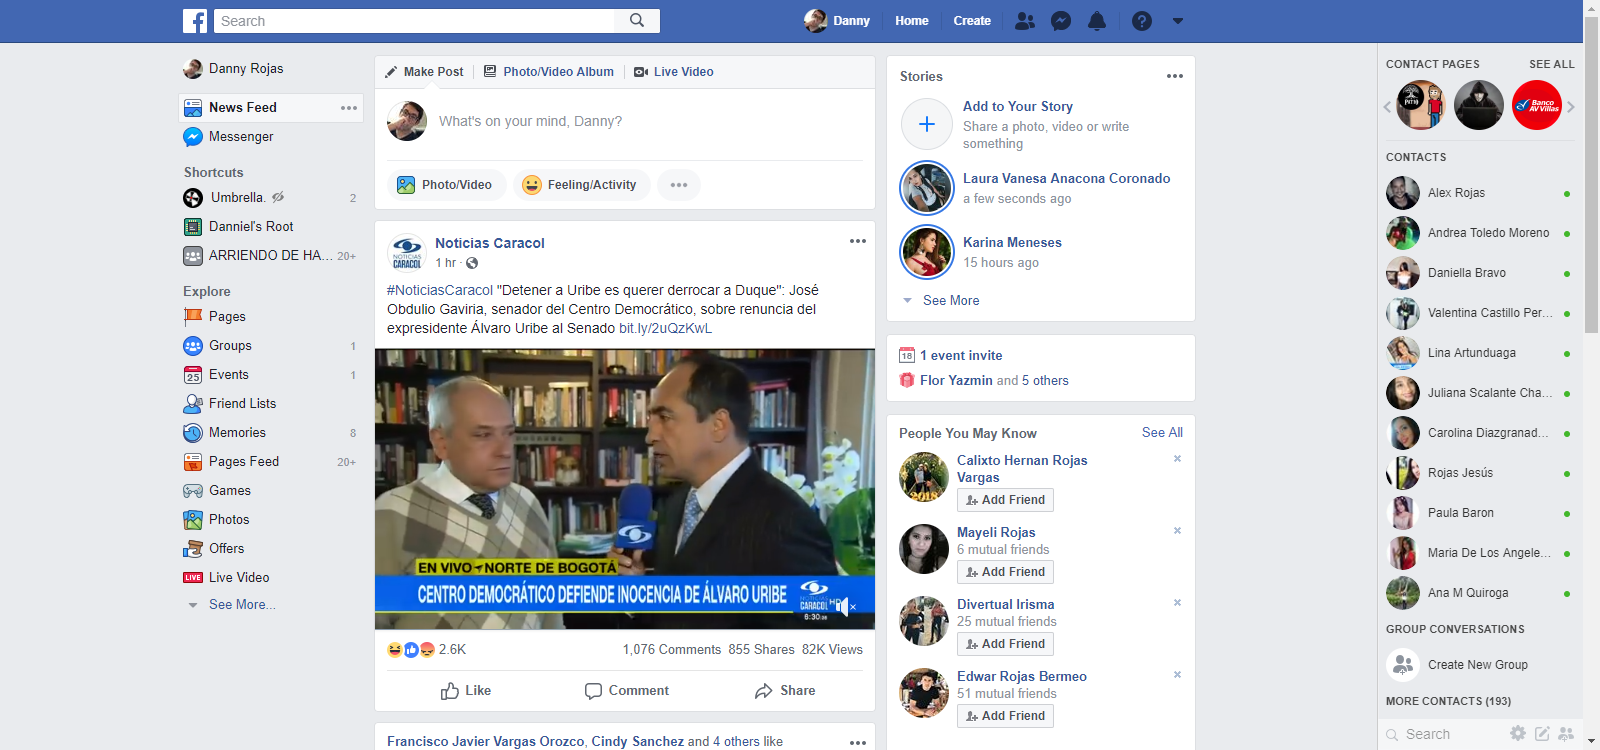 Search
Danny
Home
Create
Danny Rojas
News Feed
Messenger
Shortcuts
Umbrella.
2
Danniel's Root
ARRIENDO DE HA...
20+
Explore
Pages
Groups
1
25
Events
1
Friend Lists
Memories
8
Pages Feed
20+
Games
Photos
Offers
LIVE
Live Video
See More...
Make Post
Photo/Video Album
Live Video
What's on your mind, Danny?
Photo/Video
Feeling/Activity
NOTICIAS
CARACOL
Noticias Caracol
1 hr ·
#NoticiasCaracol "Detener a Uribe es querer derrocar a Duque": José
Obdulio Gaviria, senador del Centro Democrático, sobre renuncia del
expresidente Álvaro Uribe al Senado bit.ly/2uQzKwL
EN VIVO
NORTE DE BOGOTÁ
CENTRO DEMOCRÁTICO DEFIENDE INOCENCIA DE ÁLVARO URIBE
NOTICIAS
CARACOL HD
6:30:28
2.6K
1,076 Comments 855 Shares 82K Views
Like
Comment
Share
Francisco Javier Vargas Orozco, Cindy Sanchez and 4 others like
Stories
Add to Your Story
Share a photo, video or write
something
Laura Vanesa Anacona Coronado
a few seconds ago
Karina Meneses
15 hours ago
See More
18
1 event invite
Flor Yazmin and 5 others
People You May Know
See All
2018
Calixto Hernan Rojas
Vargas
Add Friend
Mayeli Rojas
6 mutual friends
Add Friend
Divertual Irisma
25 mutual friends
Add Friend
Edwar Rojas Bermeo
51 mutual friends
Add Friend
CONTACT PAGES
SEE ALL
Banco
AV Villas
CONTACTS
Alex Rojas
Andrea Toledo Moreno
Daniella Bravo
Valentina Castillo Per...
Lina Artunduaga
Juliana Scalante Cha...
Carolina Diazgranad...
Rojas Jesús
Paula Baron
Maria De Los Angele...
Ana M Quiroga
GROUP CONVERSATIONS
Create New Group
MORE CONTACTS (193)
Search